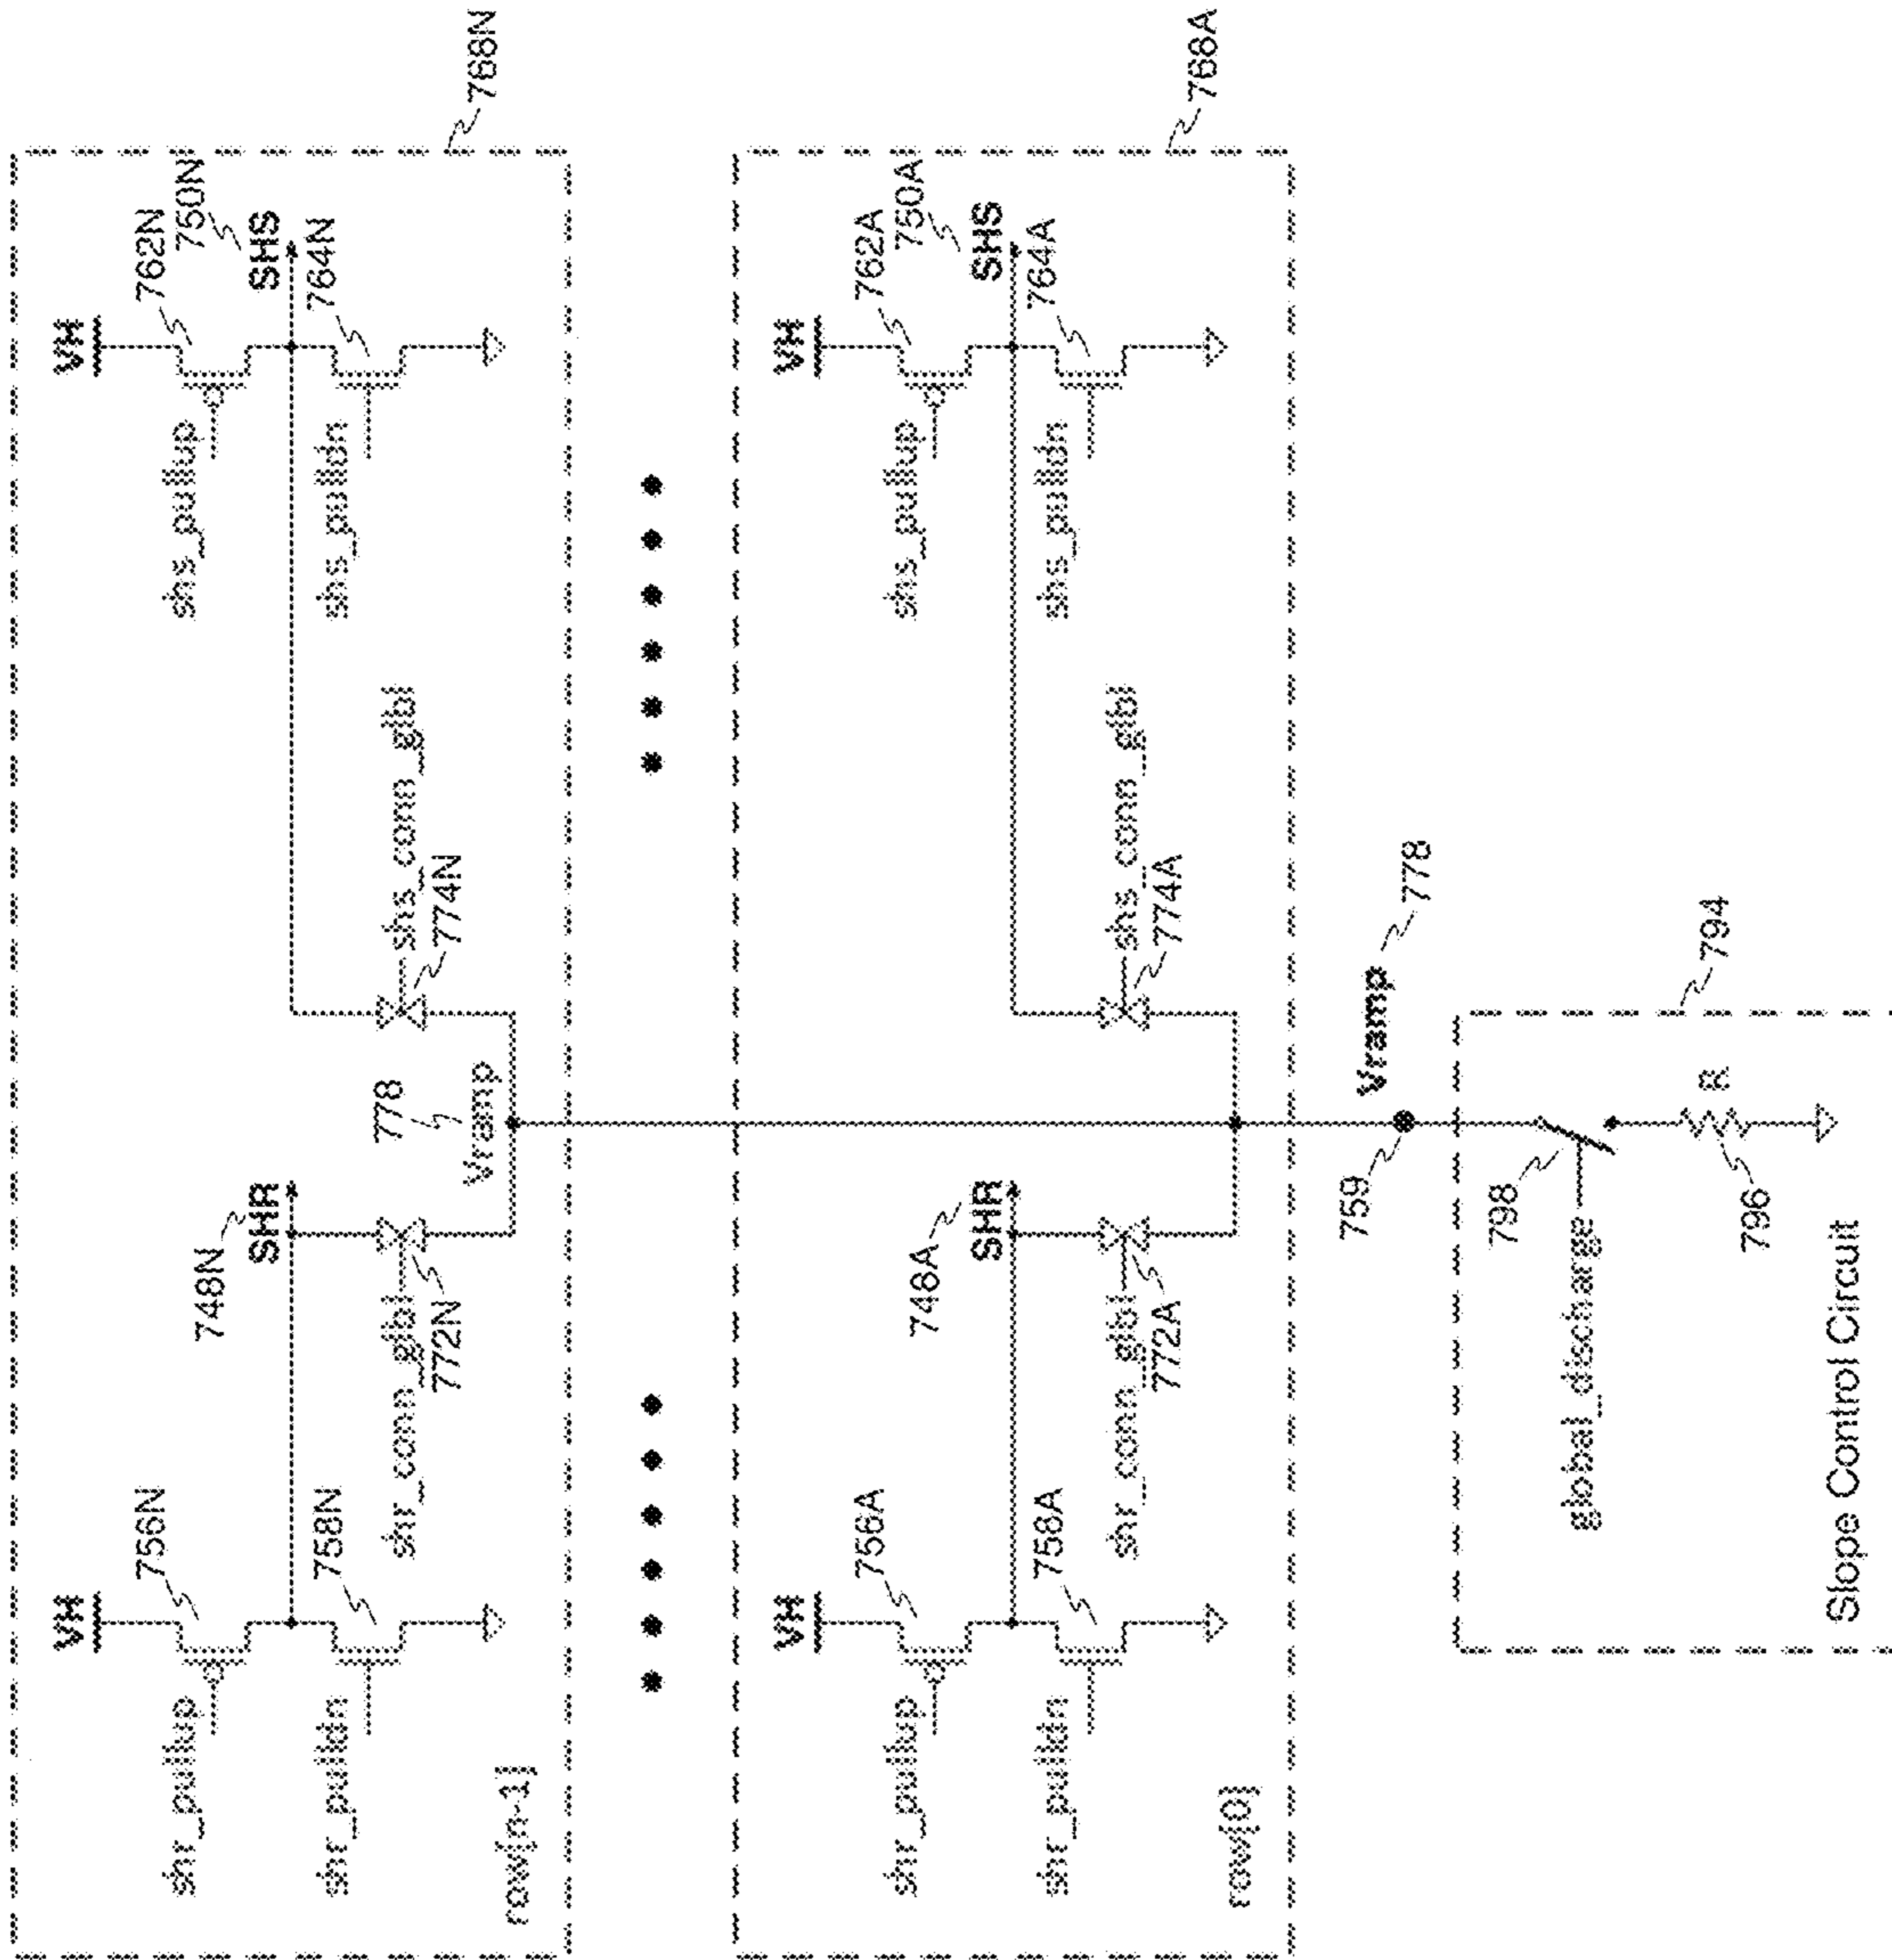 VH
756N
shr_pullup
758N
shr_pulldn
748N
SHR
shr_conn_glbl
772N
778
Vramp
shs_conn_glbl
774N
VH
762N
shs_pullup
750N
SHS
764N
shs_pulldn
row[n-1]
768N
VH
756A
shr_pullup
758A
shr_pulldn
748A
SHR
shr_conn_glbl
772A
shs_conn_glbl
774A
VH
762A
shs_pullup
750A
SHS
764A
shs_pulldn
row[0]
768A
759
Vramp
778
798
global_discharge
R
796
794
Slope Control Circuit